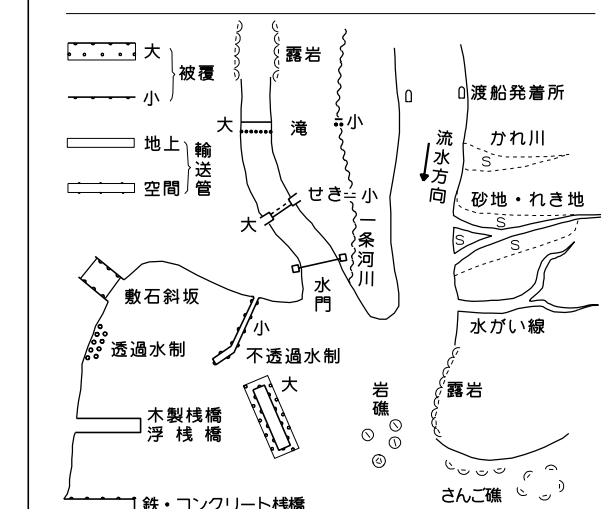 大
被覆
小
地上
輸送管
空間
露岩
大
滝
小
せき
小
大
一条河川
水門
渡船発着所
流水方向
かれ川
S
砂地・れき地
S
S
水がい線
敷石斜坂
透過水制
小
不透過水制
大
木製桟橋
浮桟橋
鉄・コンクリート桟橋
岩礁
露岩
さんご礁